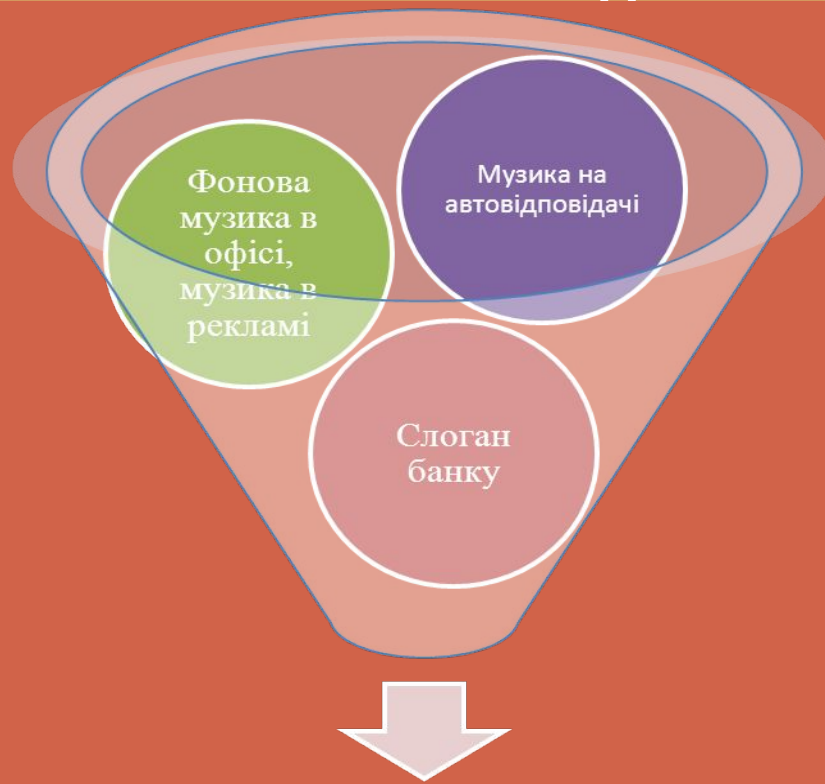 Фонова
музика в
офісі,
музика в
рекламі
Музика на
автовідповідачі
Слоган
банку